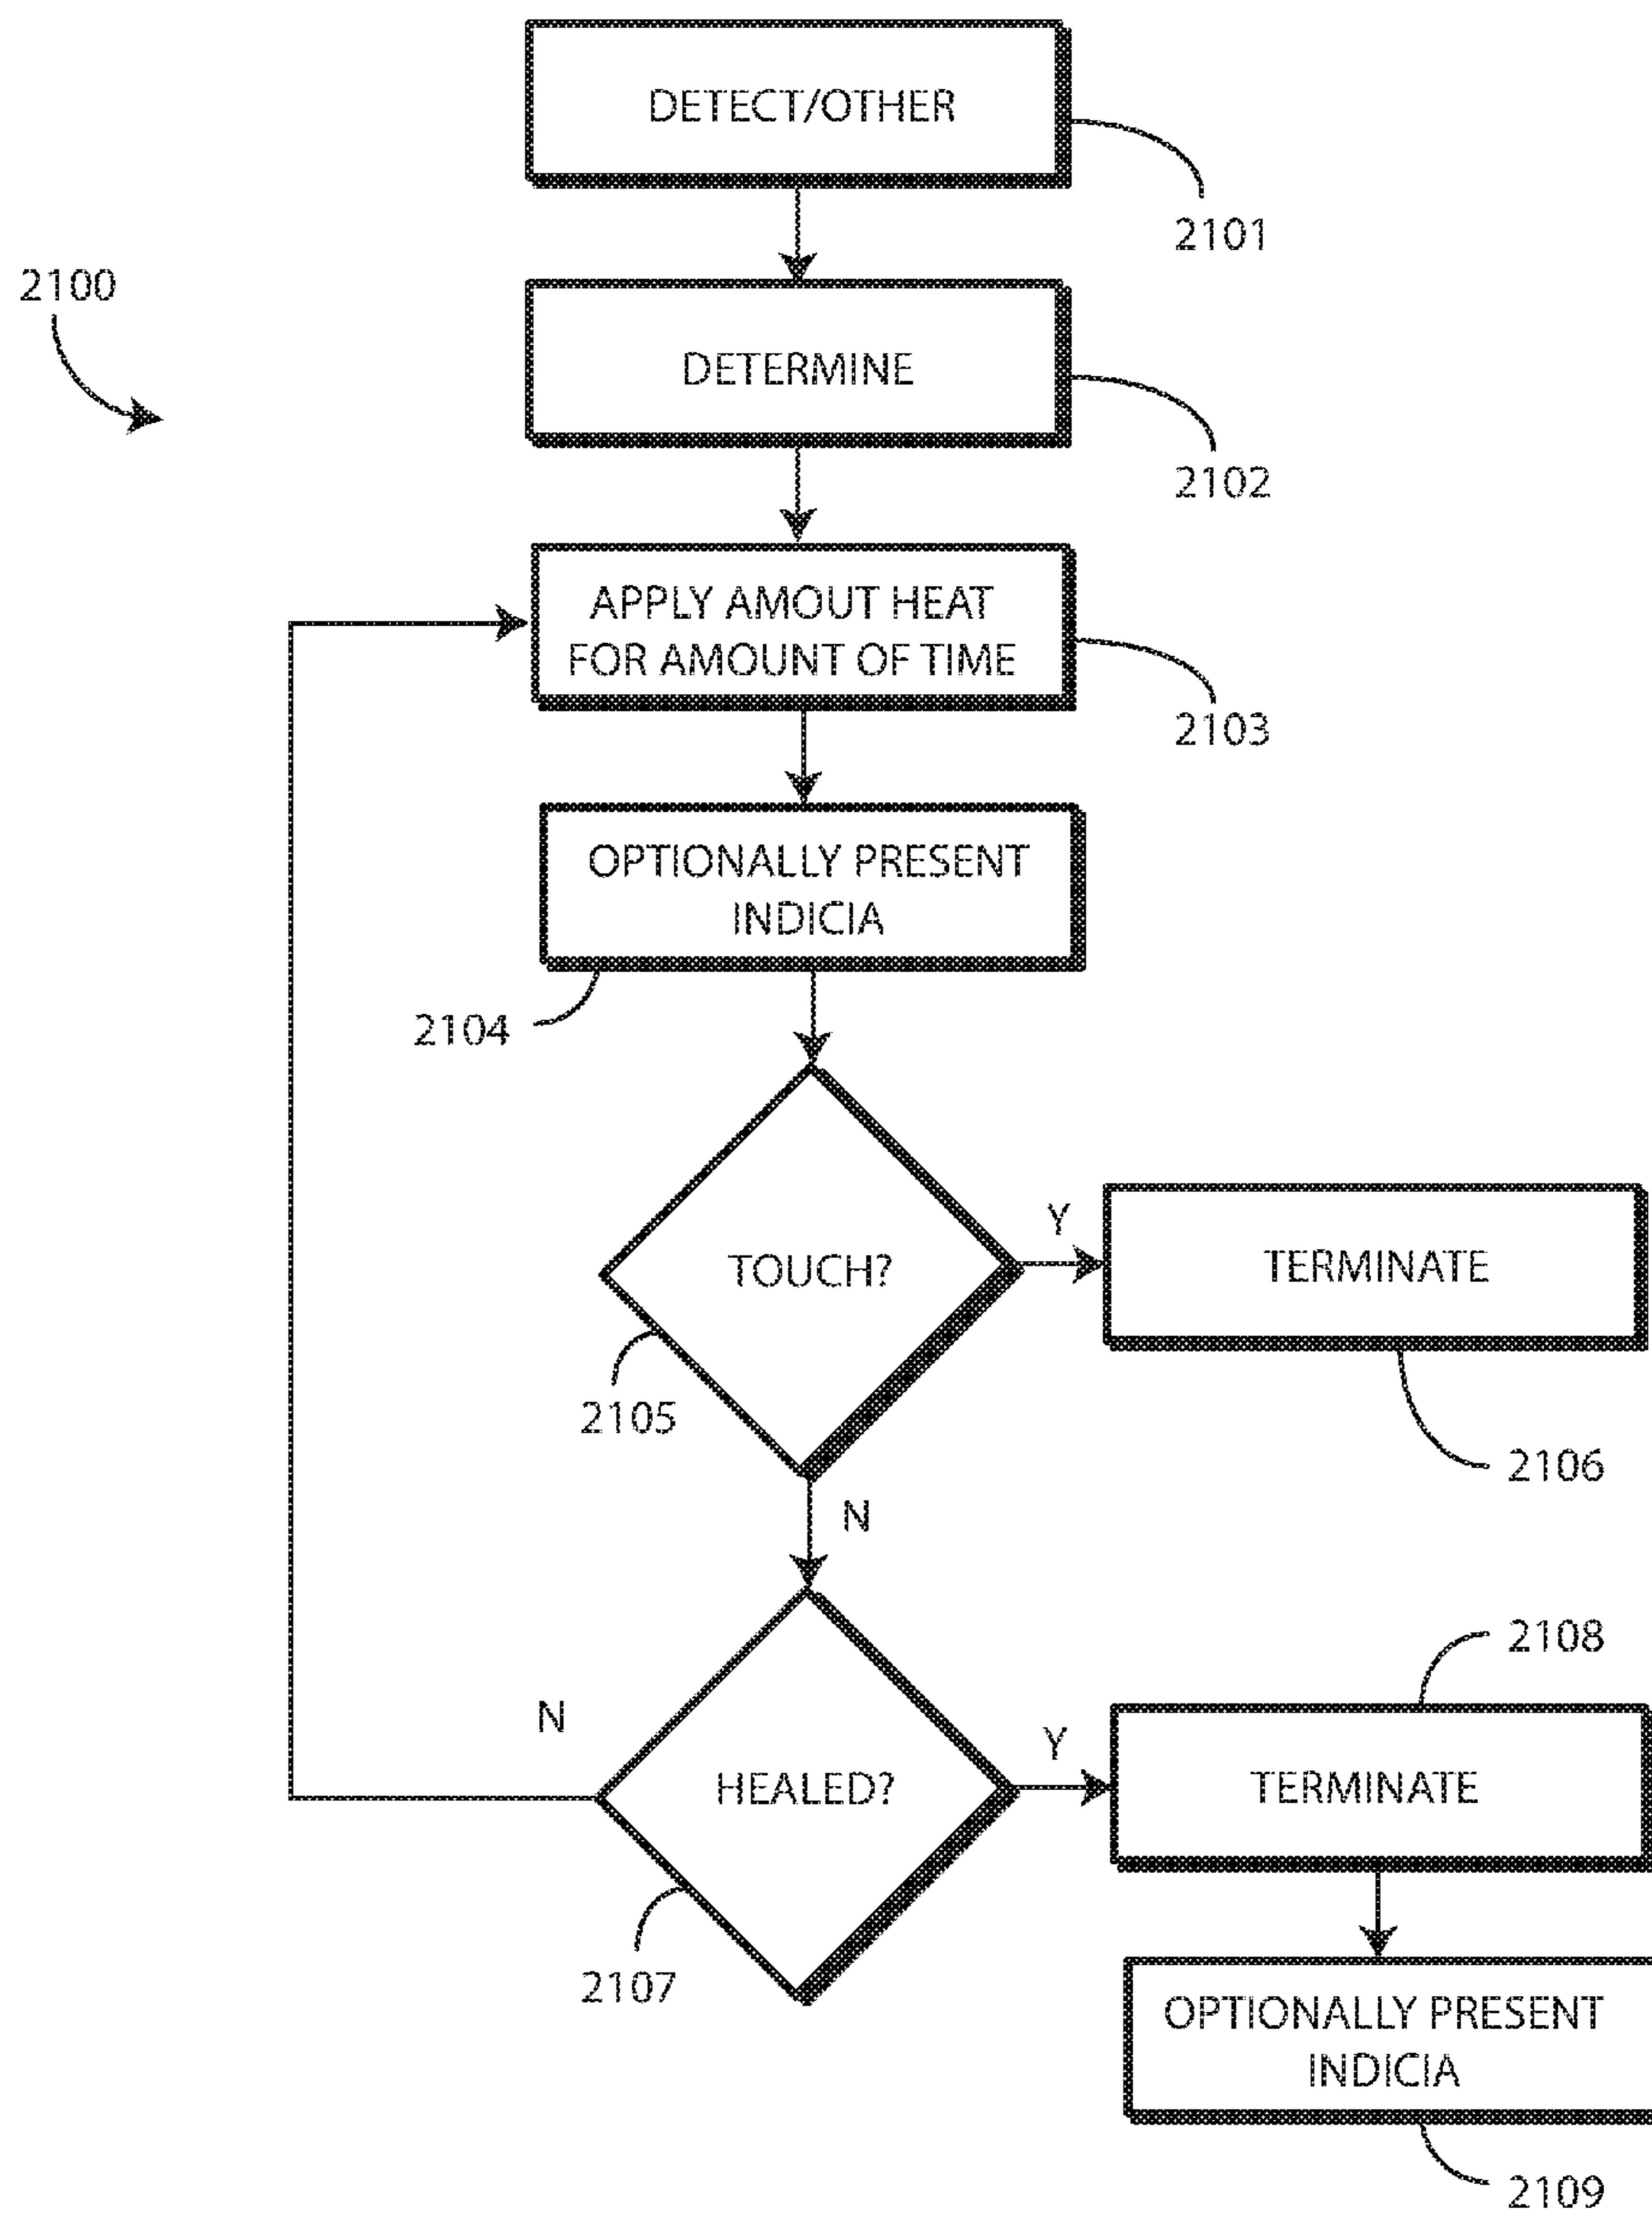 DETECT/OTHER
2101
2100
DETERMINE
2102
APPLY AMOUT HEAT
FOR AMOUNT OF TIME
2103
OPTIONALLY PRESENT
INDICIA
2104
TOUCH?
Y
TERMINATE
2105
2106
N
2108
N
HEALED?
Y
TERMINATE
2107
OPTIONALLY PRESENT
INDICIA
2109